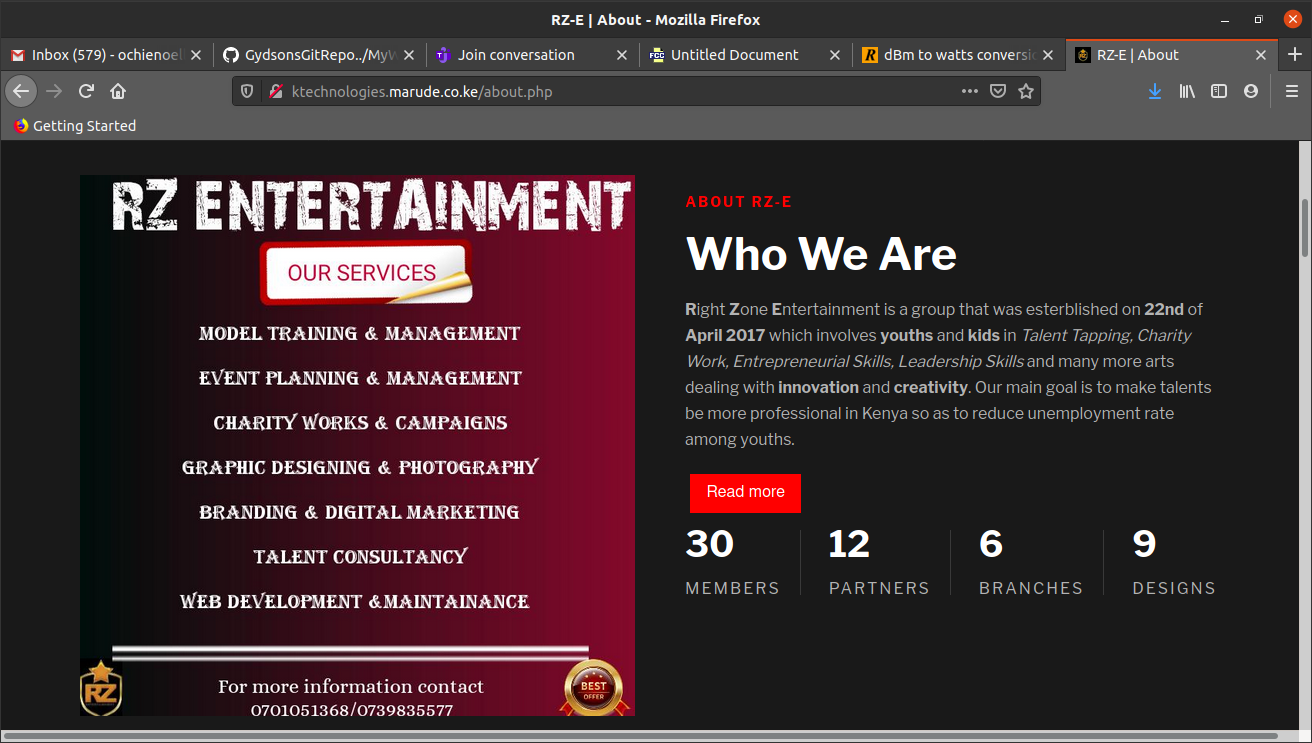 RZ-E | About - Mozilla Firefox
Inbox (579) - ochienoel
GydsonsGitRepo../MyW
Join conversation
FCC Untitled Document
R dBm to watts conversio
RZ-E | About
ktechnologies.marude.co.ke/about.php
Getting Started
RZ ENTERTAINMENT
OUR SERVICES
MODEL TRAINING & MANAGEMENT
EVENT PLANNING & MANAGEMENT
CHARITY WORKS & CAMPAIGNS
GRAPHIC DESIGNING & PHOTOGRAPHY
BRANDING & DIGITAL MARKETING
TALENT CONSULTANCY
WEB DEVELOPMENT &MAINTAINANCE
RZ
For more information contact
0701051368/0739835577
BEST
OFFER
ABOUT RZ-E
Who We Are
Right Zone Entertainment is a group that was esterblished on 22nd of
April 2017 which involves youths and kids in Talent Tapping, Charity
Work, Entrepreneurial Skills, Leadership Skills and many more arts
dealing with innovation and creativity. Our main goal is to make talents
be more professional in Kenya so as to reduce unemployment rate
among youths.
Read more
30 12 6 9
MEMBERS PARTNERS BRANCHES DESIGNS